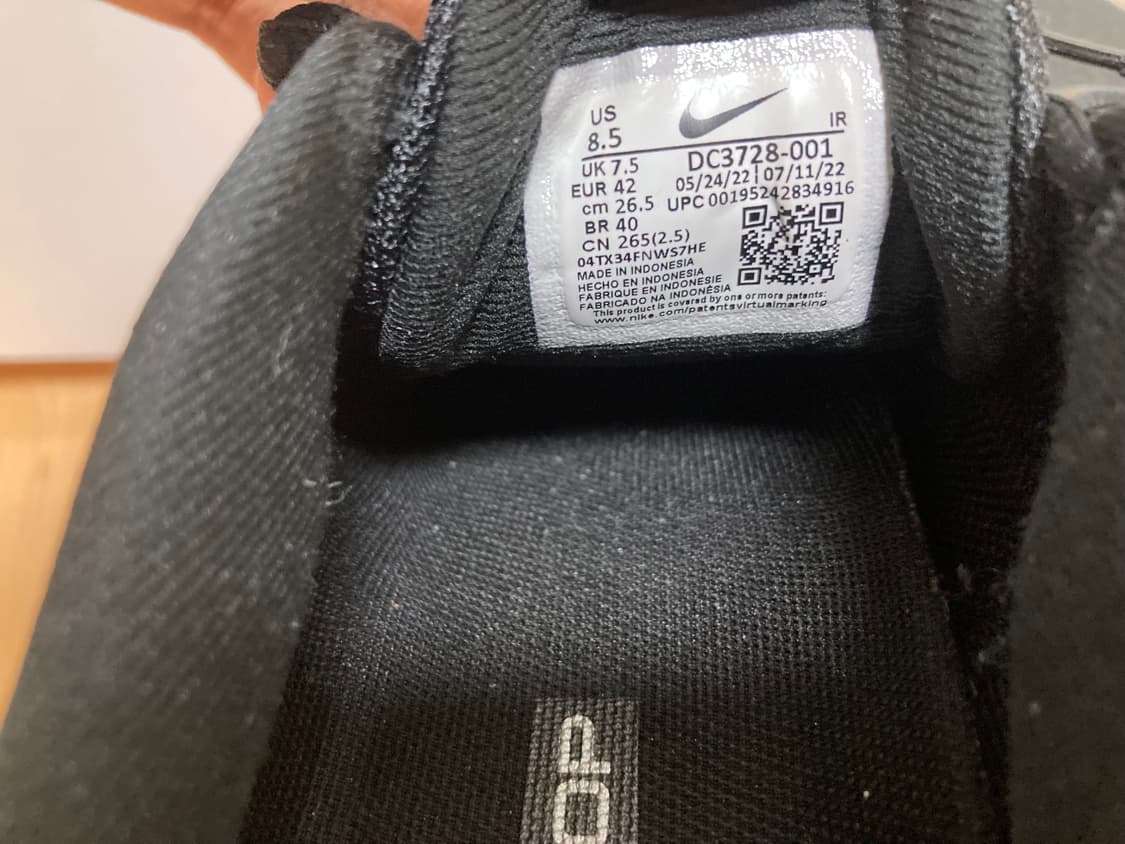 US
8.5
IR
UK 7.5
DC3728-001
EUR 42
05/24/22|07/11/22
cm 26.5
UPC 00195242834916
BR 40
CN 265(2.5)
04TX34FNWS7HE
MADE IN INDONESIA
HECHO EN INDONESIA
FABRIQUE EN INDONESIE
FABRICADO NA INDONÉSIA
This product is covered by one or more patents:
www.nike.com/patentsvirtualmarking
OP